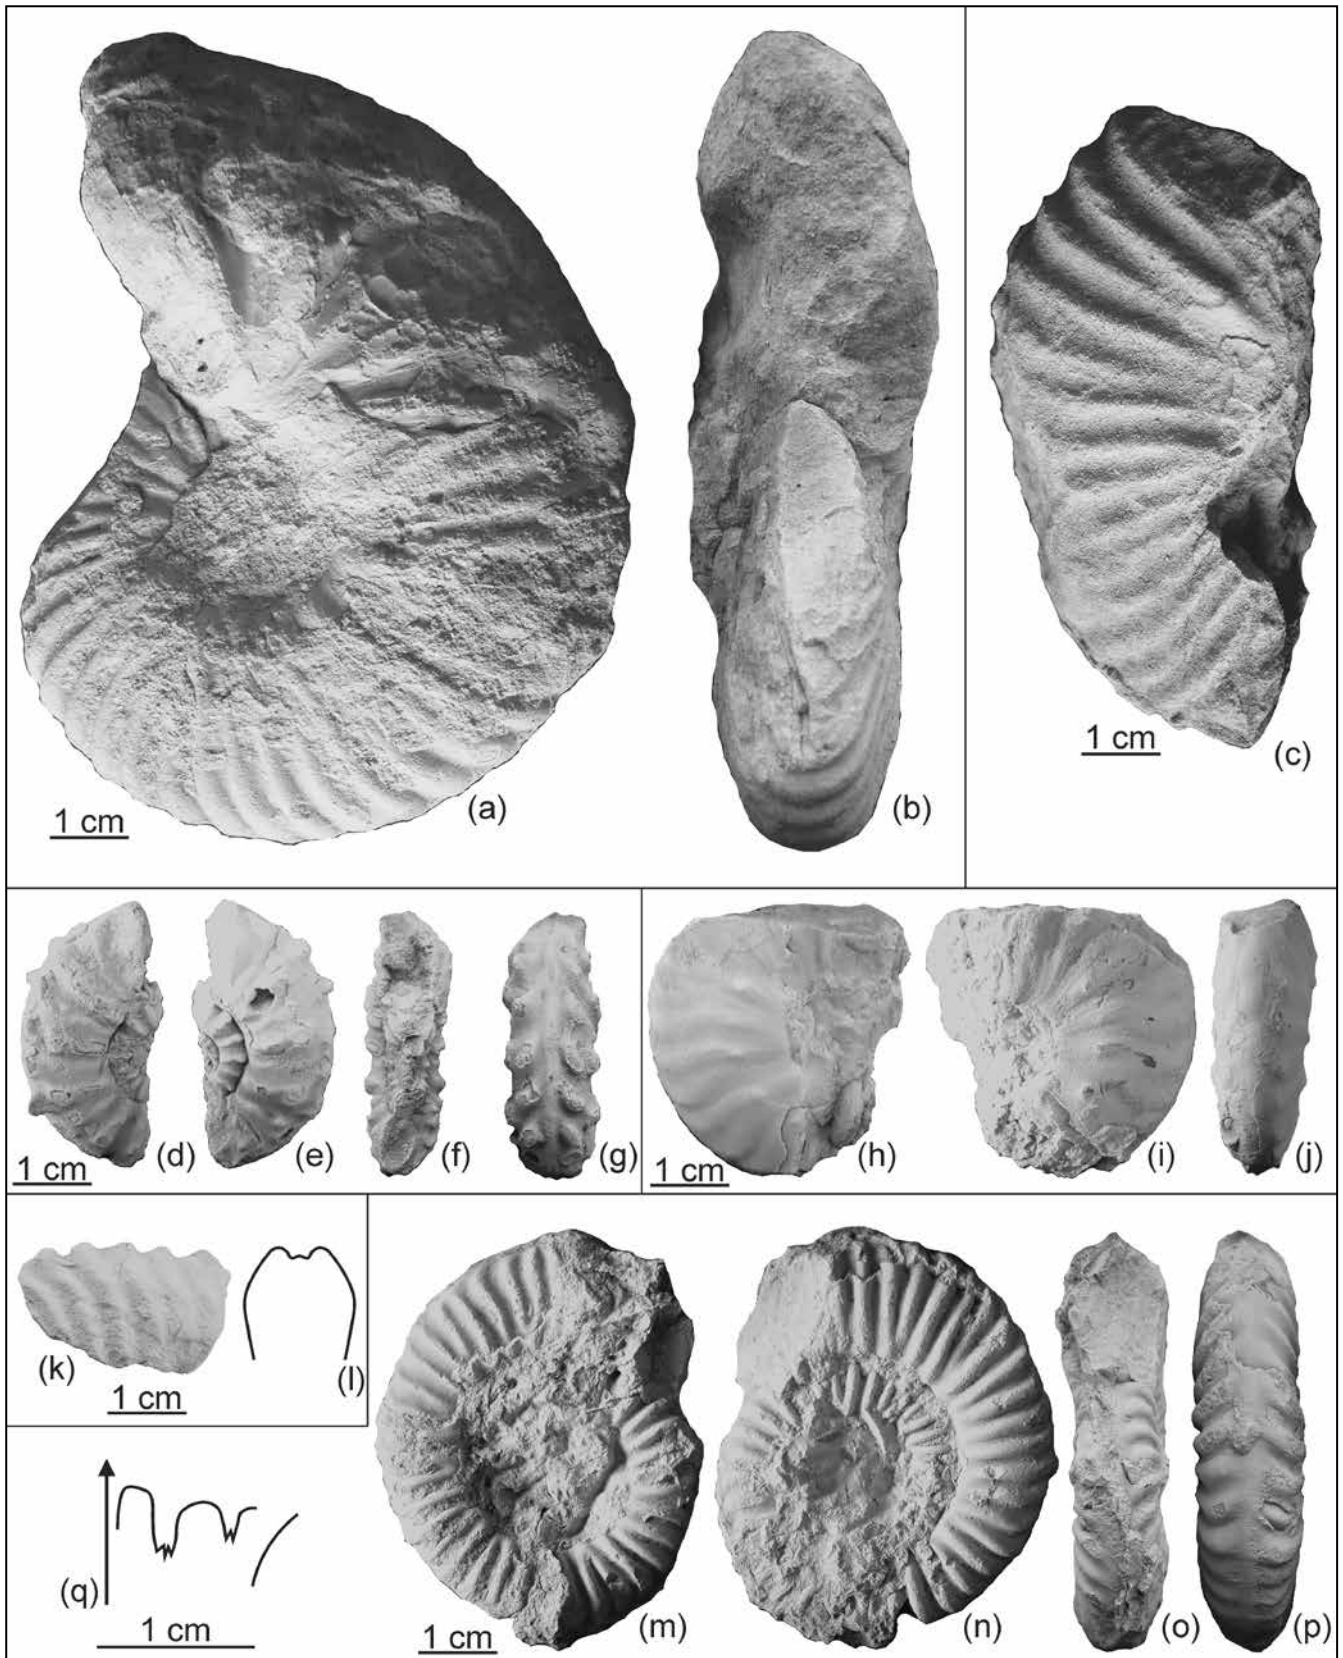 (a)
1 cm
(b)
(c)
1 cm
(d)
(e)
(f)
(g)
1 cm
(h)
(i)
(j)
1 cm
(k)
(l)
1 cm
(q)
1 cm
(m)
(n)
(o)
(p)
1 cm